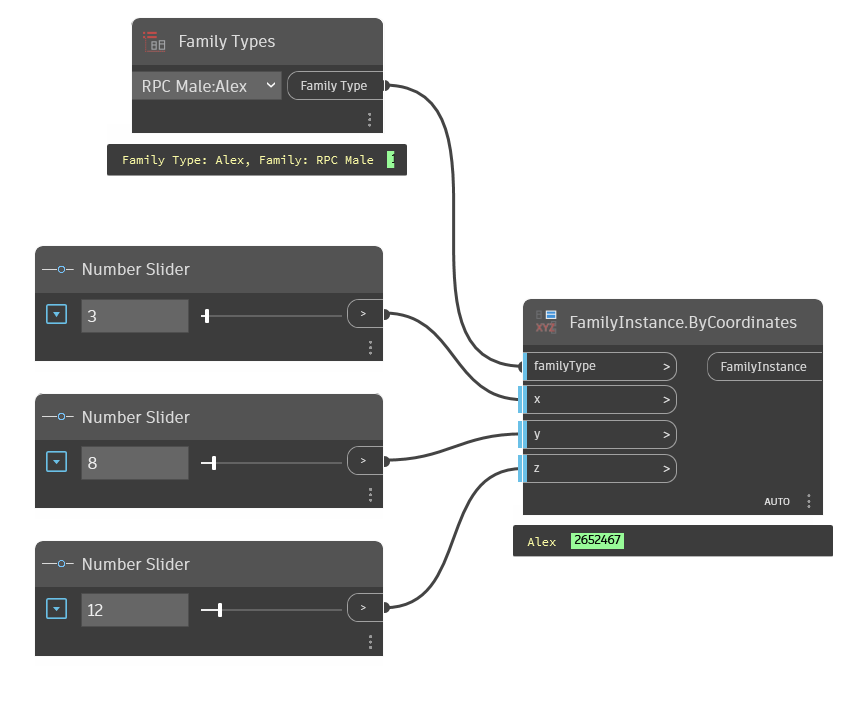 Family Types
RPC Male:Alex
Family Type
Family Type: Alex, Family: RPC Male
Number Slider
3
>
Number Slider
8
>
Number Slider
12
>
XYZ
FamilyInstance.ByCoordinates
familyType >
FamilyInstance
x >
y >
z >
AUTO
Alex 2652467